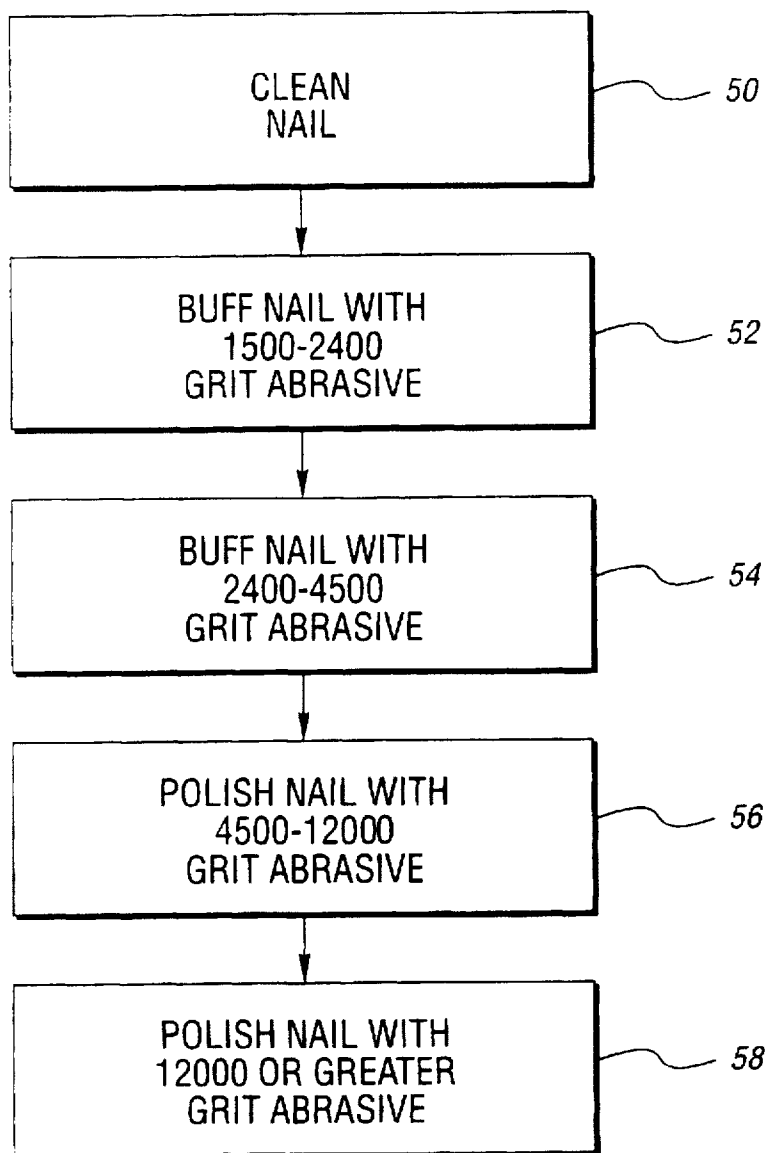 CLEAN
NAIL
50
BUFF NAIL WITH
1500-2400
GRIT ABRASIVE
52
BUFF NAIL WITH
2400-4500
GRIT ABRASIVE
54
POLISH NAIL WITH
4500-12000
GRIT ABRASIVE
56
POLISH NAIL WITH
12000 OR GREATER
GRIT ABRASIVE
58